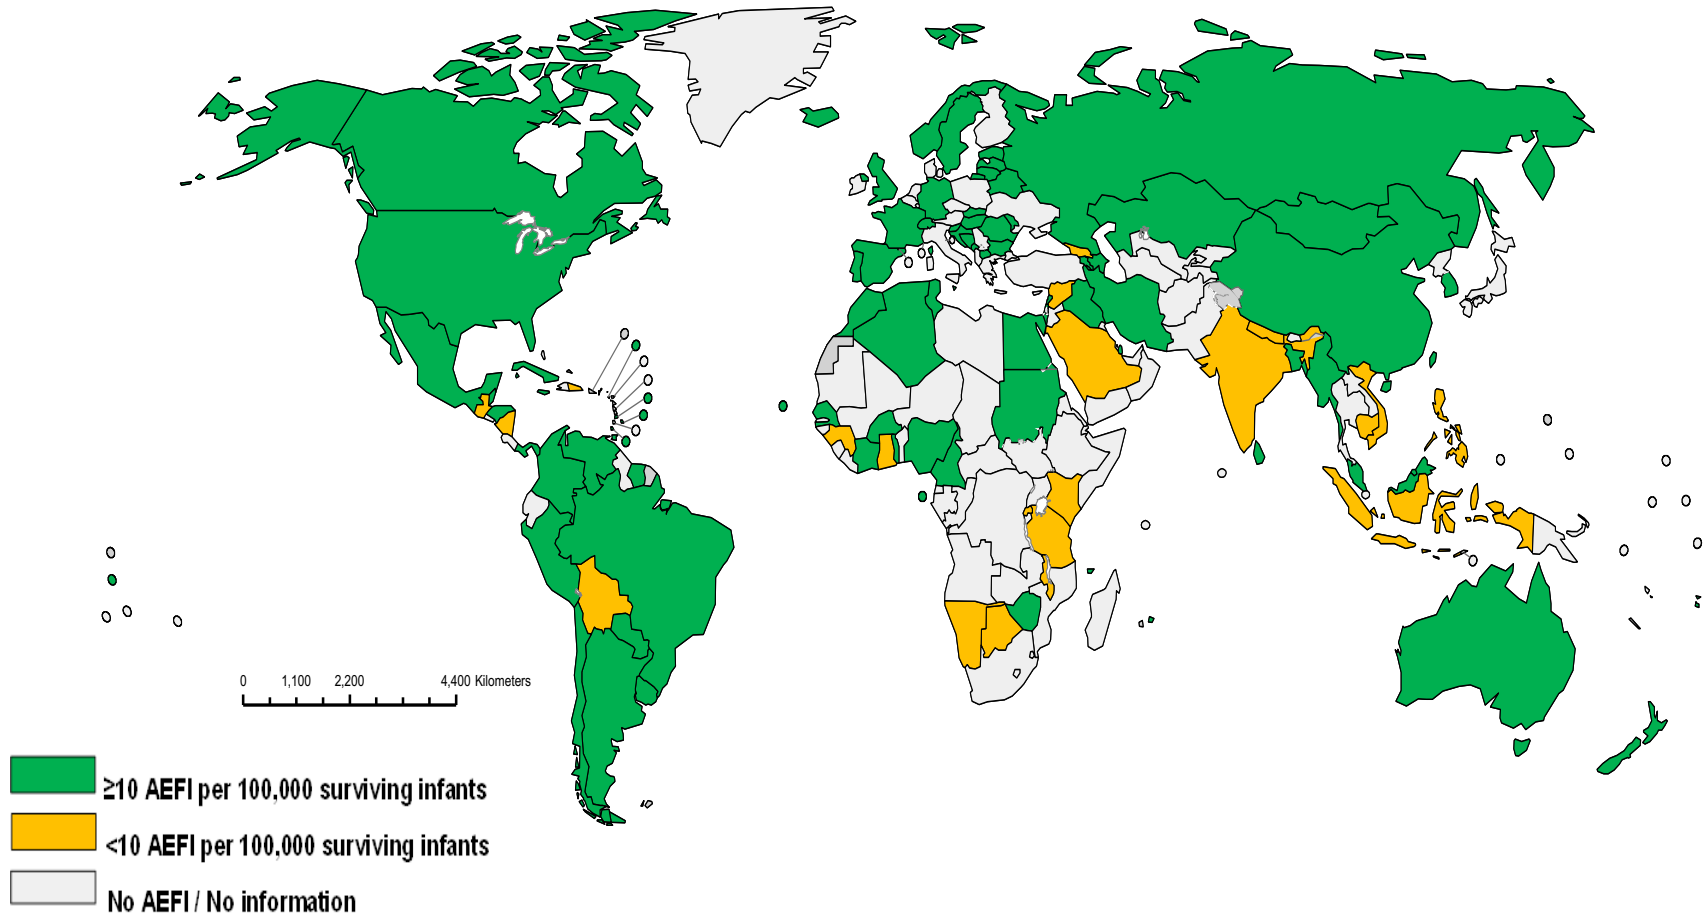 0 1,100 2,200 4,400 Kilometers
≥10 AEFI per 100,000 surviving infants
<10 AEFI per 100,000 surviving infants
No AEFI / No information